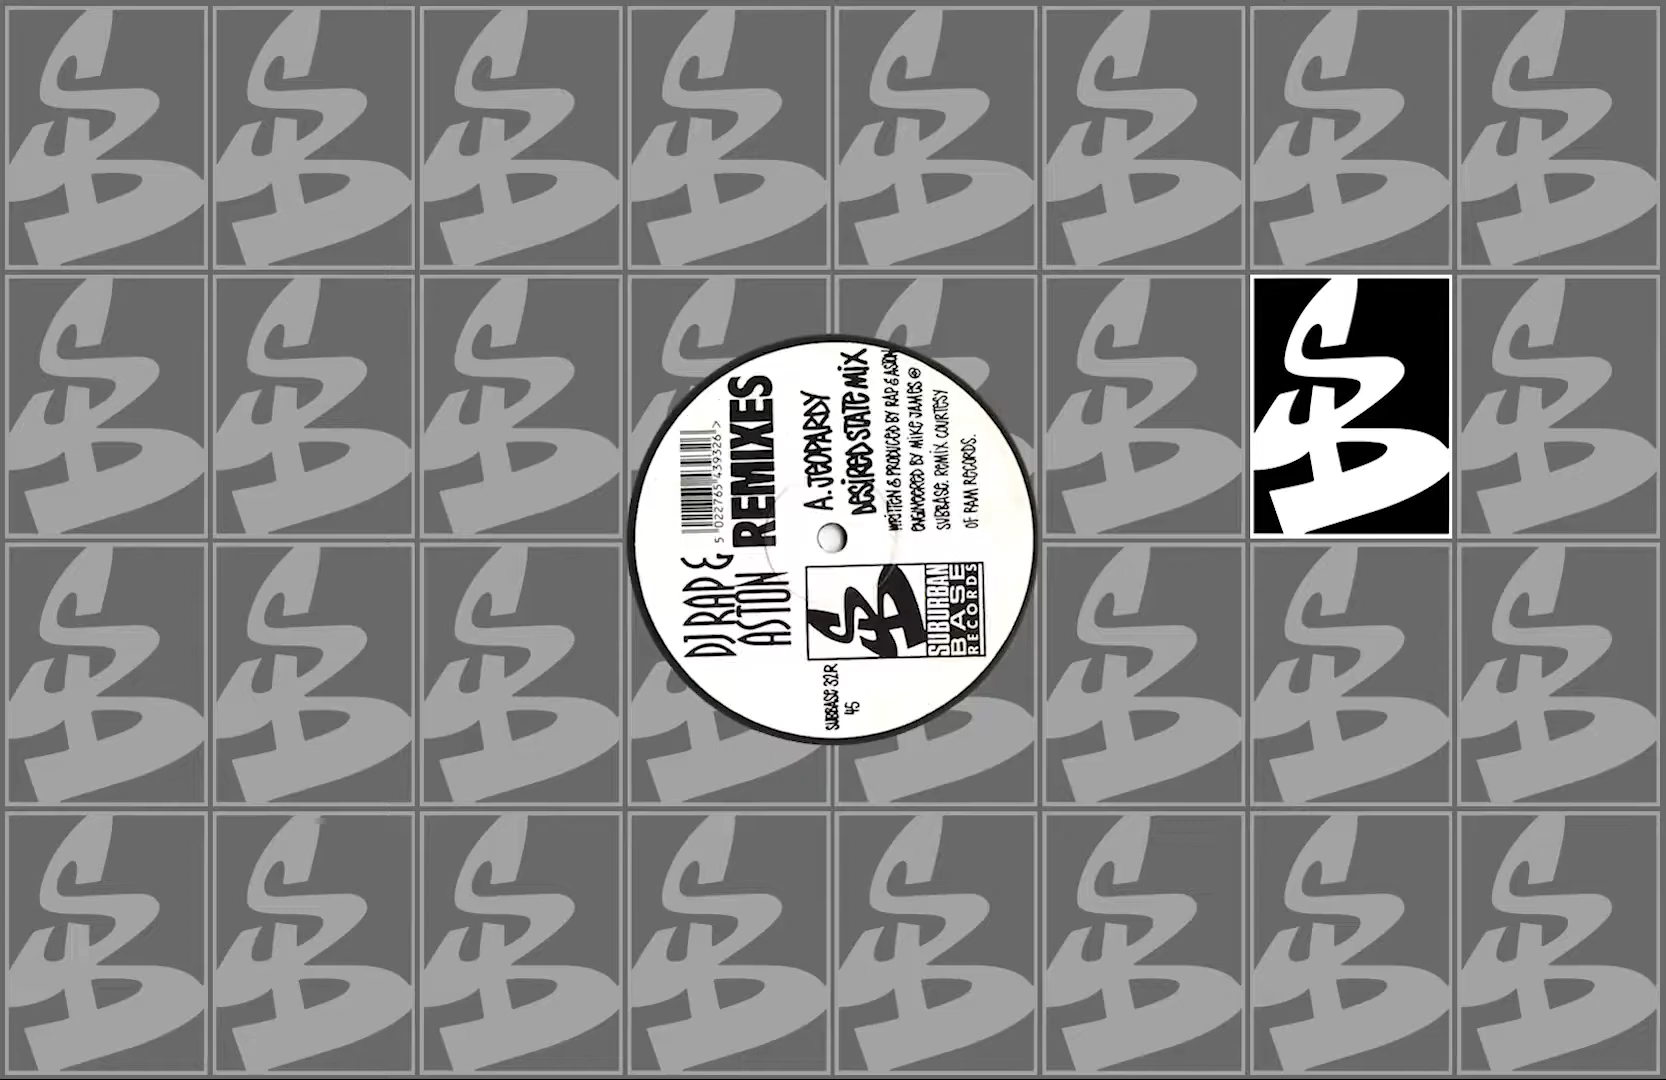 DJ RAP &
ASTON REMIXES
5 022765 439326 >
A. JEOPARDY
DESIRED STATE MIX
WRITTEN & PRODUCED BY RAP & ASTON
ENGINEERED BY MIKE JAMES ℗
SUBBASE. REMIX COURTESY
OF RAM RECORDS.
SUBURBAN
BASE
RECORDS
SUBBASE 32R
45